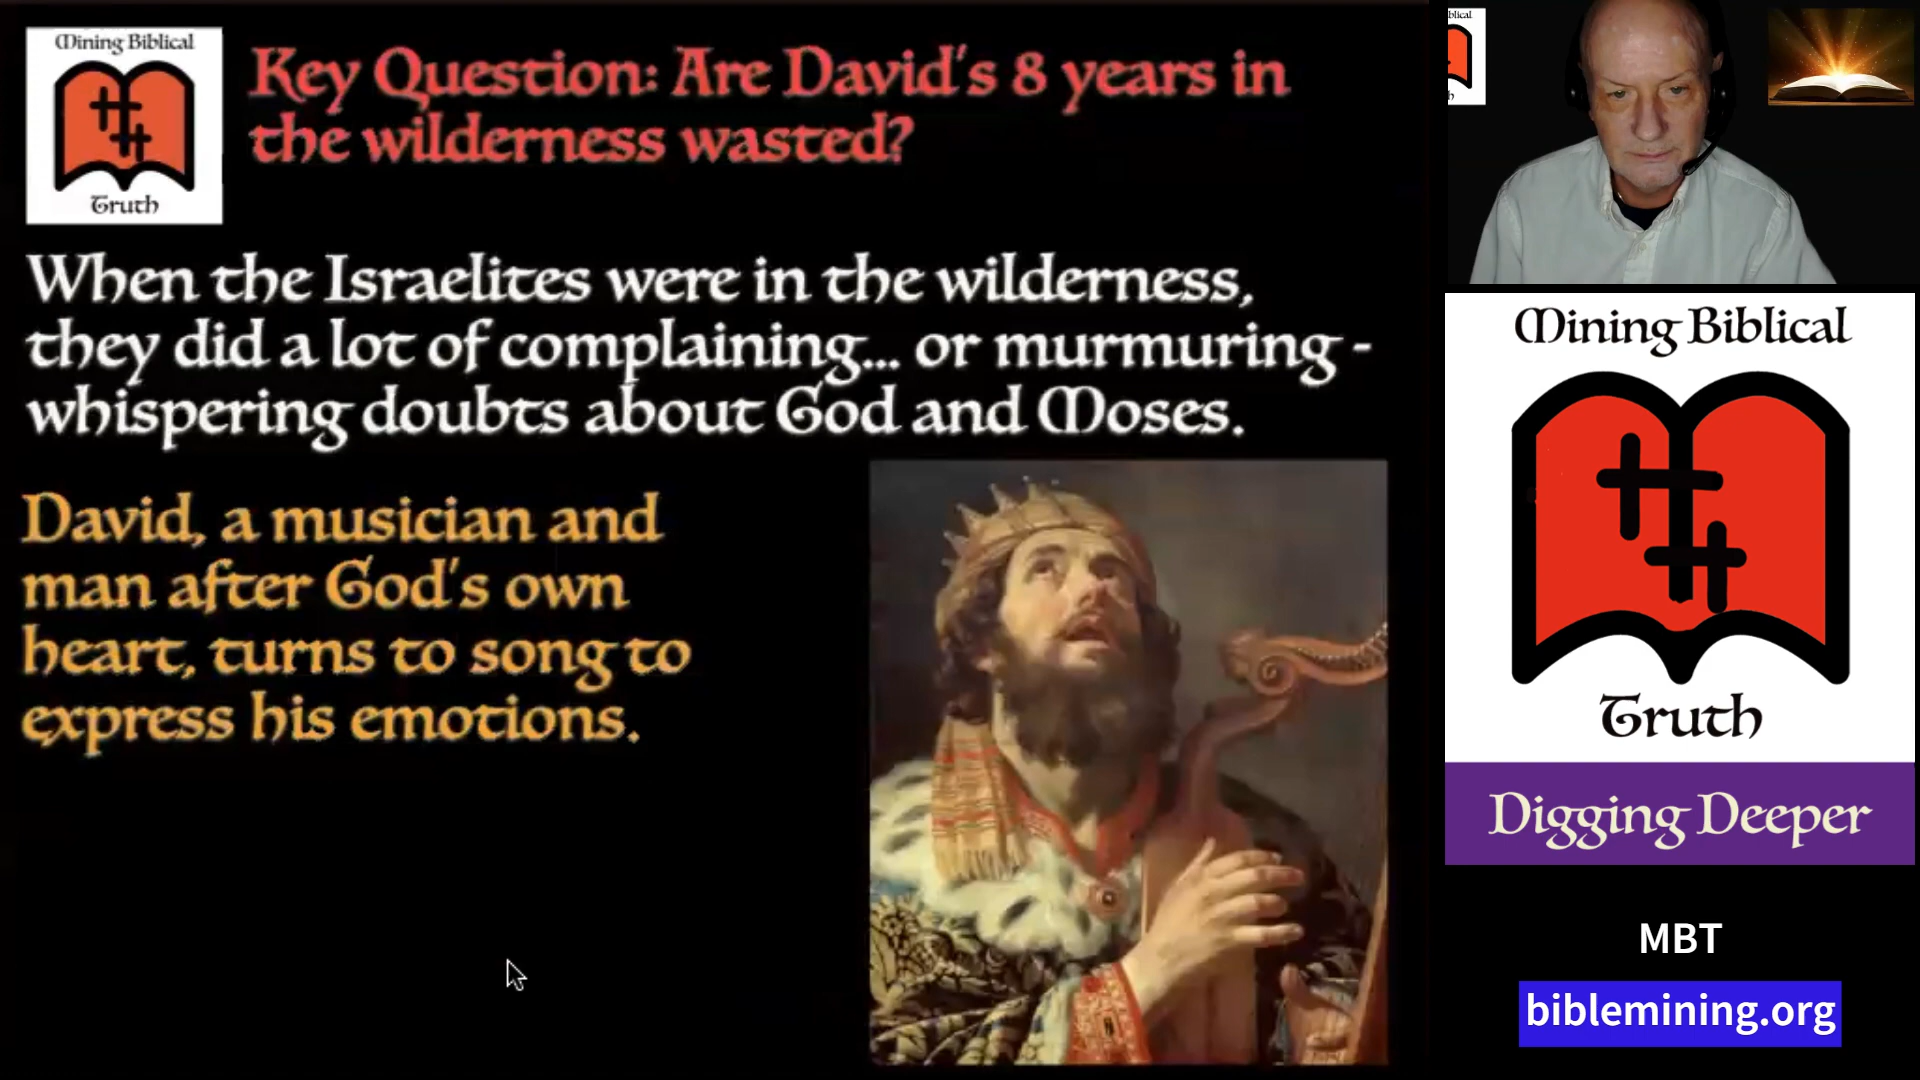 Mining Biblical
Truth
Key Question: Are David's 8 years in
the wilderness wasted?
When the Israelites were in the wilderness,
they did a lot of complaining... or murmuring -
whispering doubts about God and Moses.
David, a musician and
man after God's own
heart, turns to song to
express his emotions.
blical
h
Mining Biblical
Truth
Digging Deeper
MBT
biblemining.org